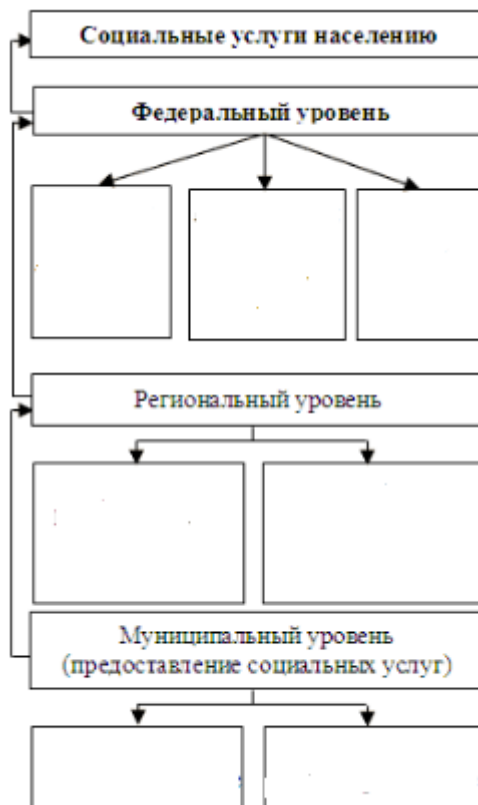 Социальные услуги населению
Федеральный уровень
Региональный уровень
Муниципальный уровень
(предоставление социальных услуг)